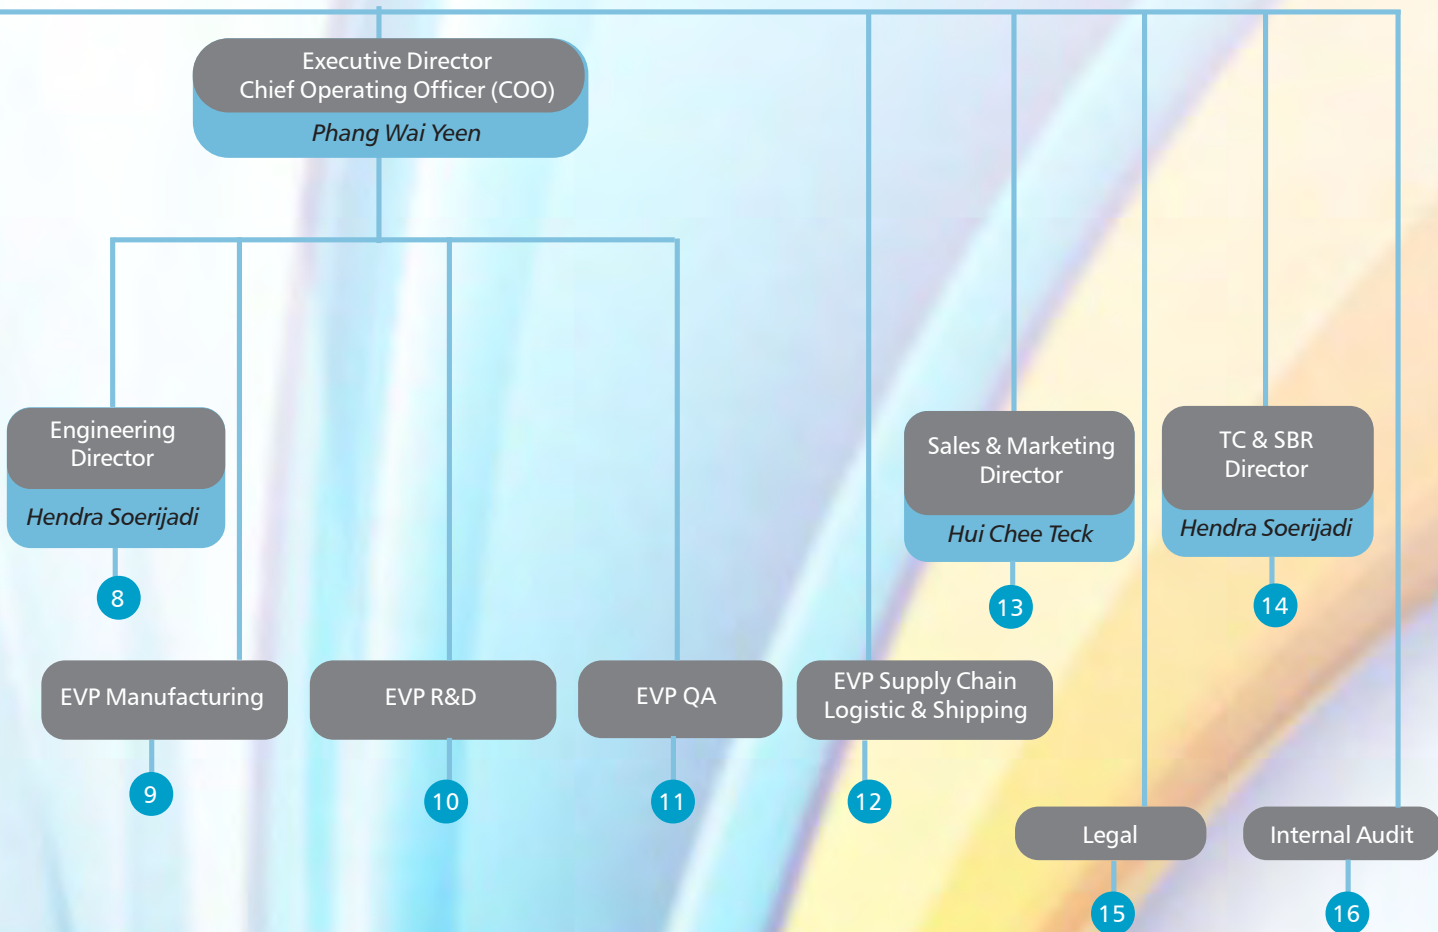 Executive Director
Chief Operating Officer (COO)
Phang Wai Yeen
Engineering
Director
Hendra Soerijadi
8
Sales & Marketing
Director
Hui Chee Teck
13
TC & SBR
Director
Hendra Soerijadi
14
EVP Manufacturing
9
EVP R&D
10
EVP QA
11
EVP Supply Chain
Logistic & Shipping
12
Legal
15
Internal Audit
16